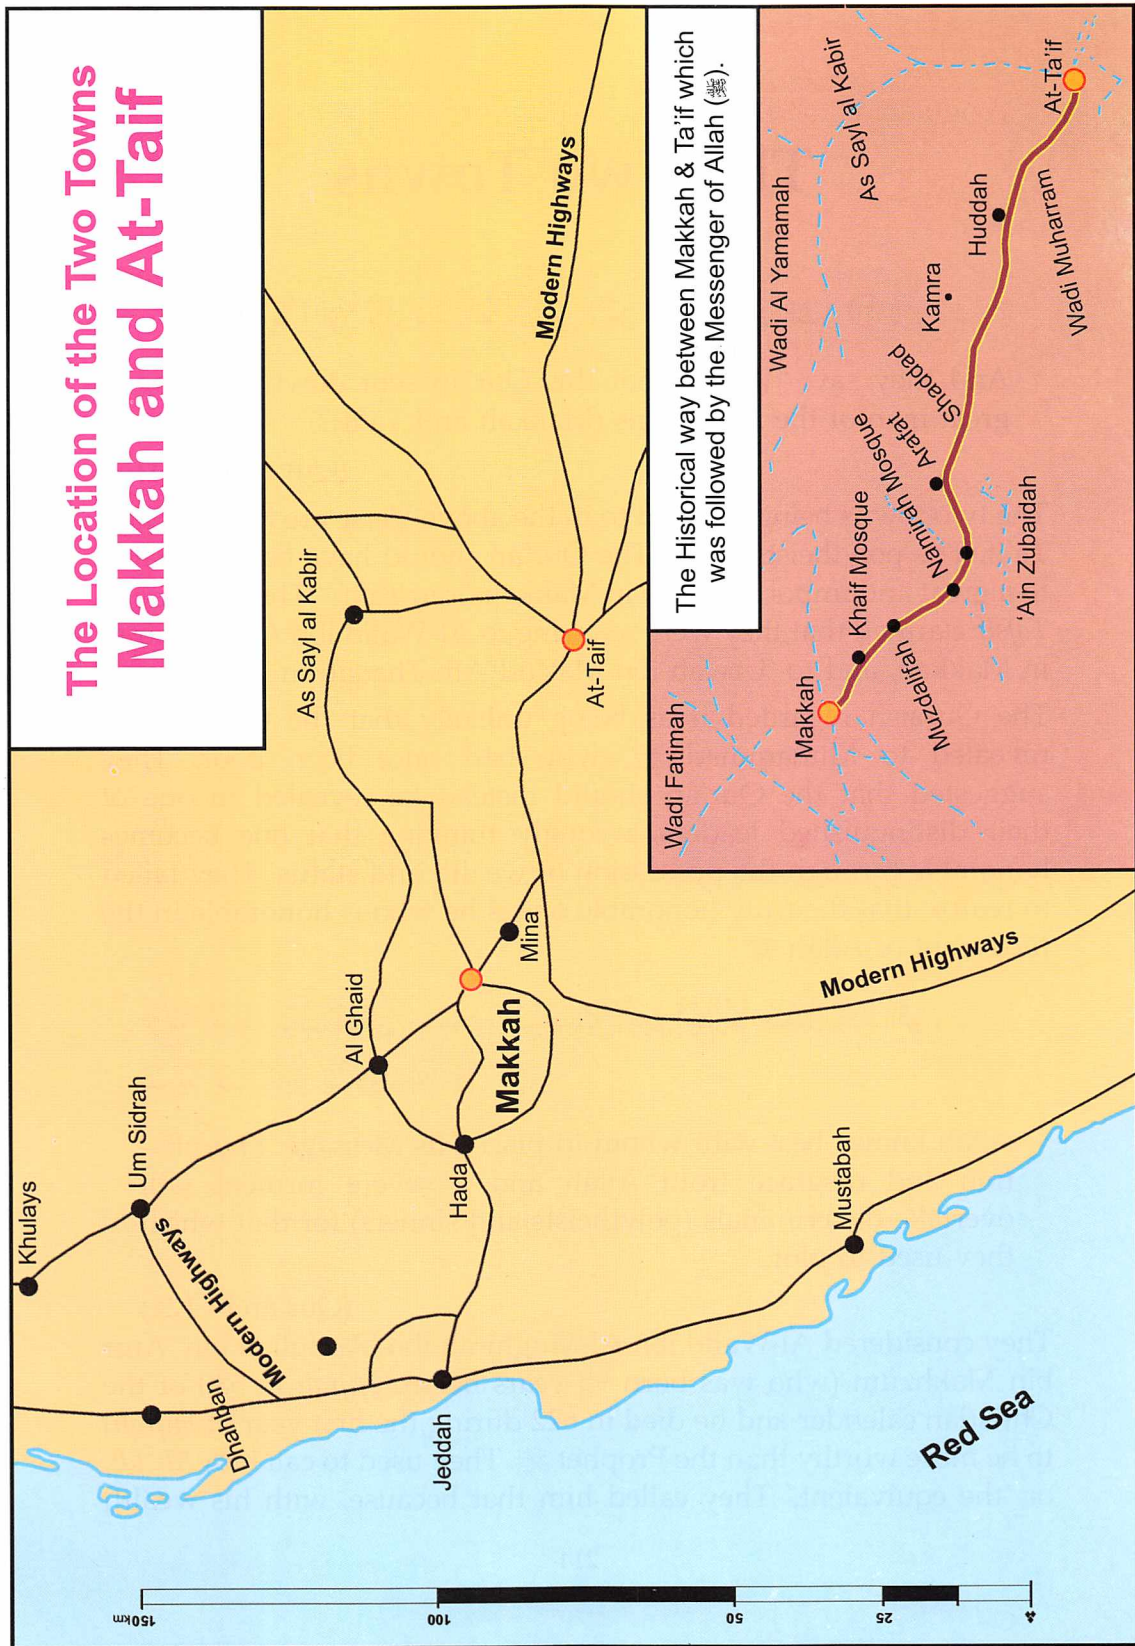 The Location of the Two Towns
Makkah and At-Taif
Khulays
Um Sidrah
Modern Highways
Dhahban
Jeddah
Al Ghaid
Hada
Makkah
Mina
As Sayl al Kabir
At-Taif
Modern Highways
Modern Highways
Mustabah
Red Sea
150km
100
50
25
The Historical way between Makkah & Ta'if which
was followed by the Messenger of Allah (ﷺ).
Wadi Fatimah
Makkah
Khaif Mosque
Muzdalifah
Namirah Mosque
Arafat
Shaddad
'Ain Zubaidah
Kamra
Huddah
Wadi Muharram
Wadi Al Yamamah
As Sayl al Kabir
At-Ta'if